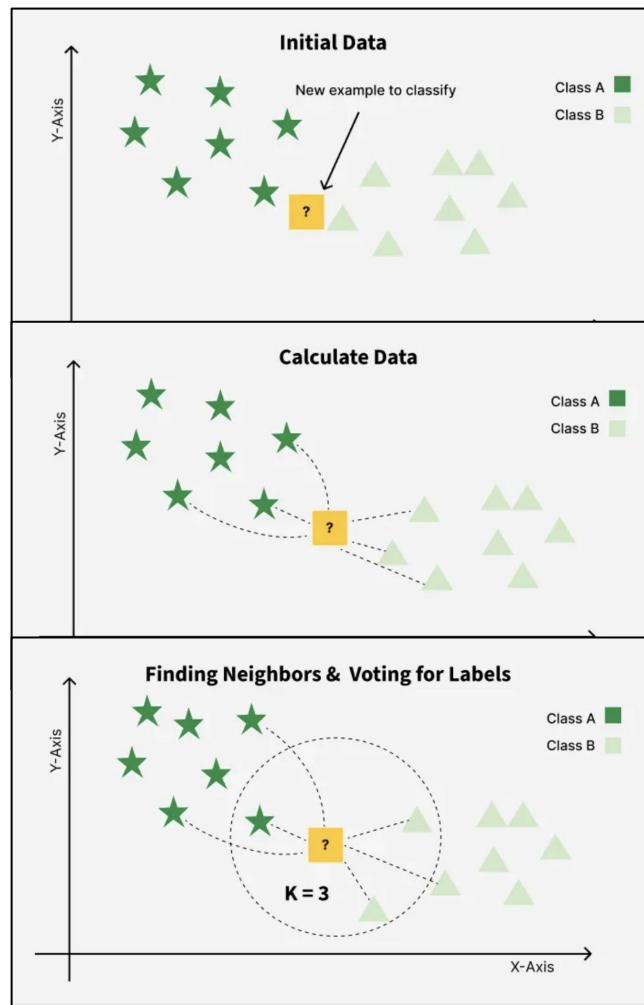 Initial Data
New example to classify
Class A
Class B
Y-Axis
?
Calculate Data
Class A
Class B
Y-Axis
?
Finding Neighbors & Voting for Labels
Class A
Class B
Y-Axis
?
K = 3
X-Axis